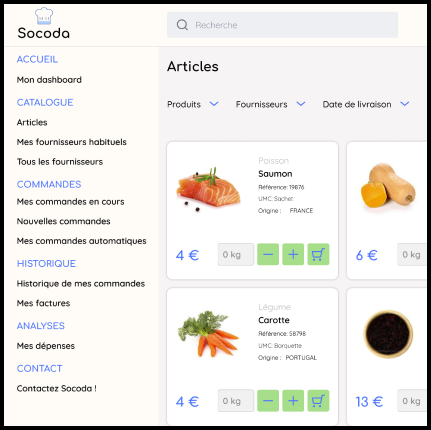 Socoda
Recherche
ACCUEIL
Mon dashboard
CATALOGUE
Articles
Mes fournisseurs habituels
Tous les fournisseurs
COMMANDES
Mes commandes en cours
Nouvelles commandes
Mes commandes automatiques
HISTORIQUE
Historique de mes commandes
Mes factures
ANALYSES
Mes dépenses
CONTACT
Contactez Socoda !
Articles
Produits Fournisseurs Date de livraison
Poisson
Saumon
Référence: 19876
UMC: Sachet
Origine : FRANCE
4 € 0 kg
6 € 0 kg
Légume
Carotte
Référence: 58798
UMC: Barquette
Origine : PORTUGAL
4 € 0 kg
13 € 0 kg